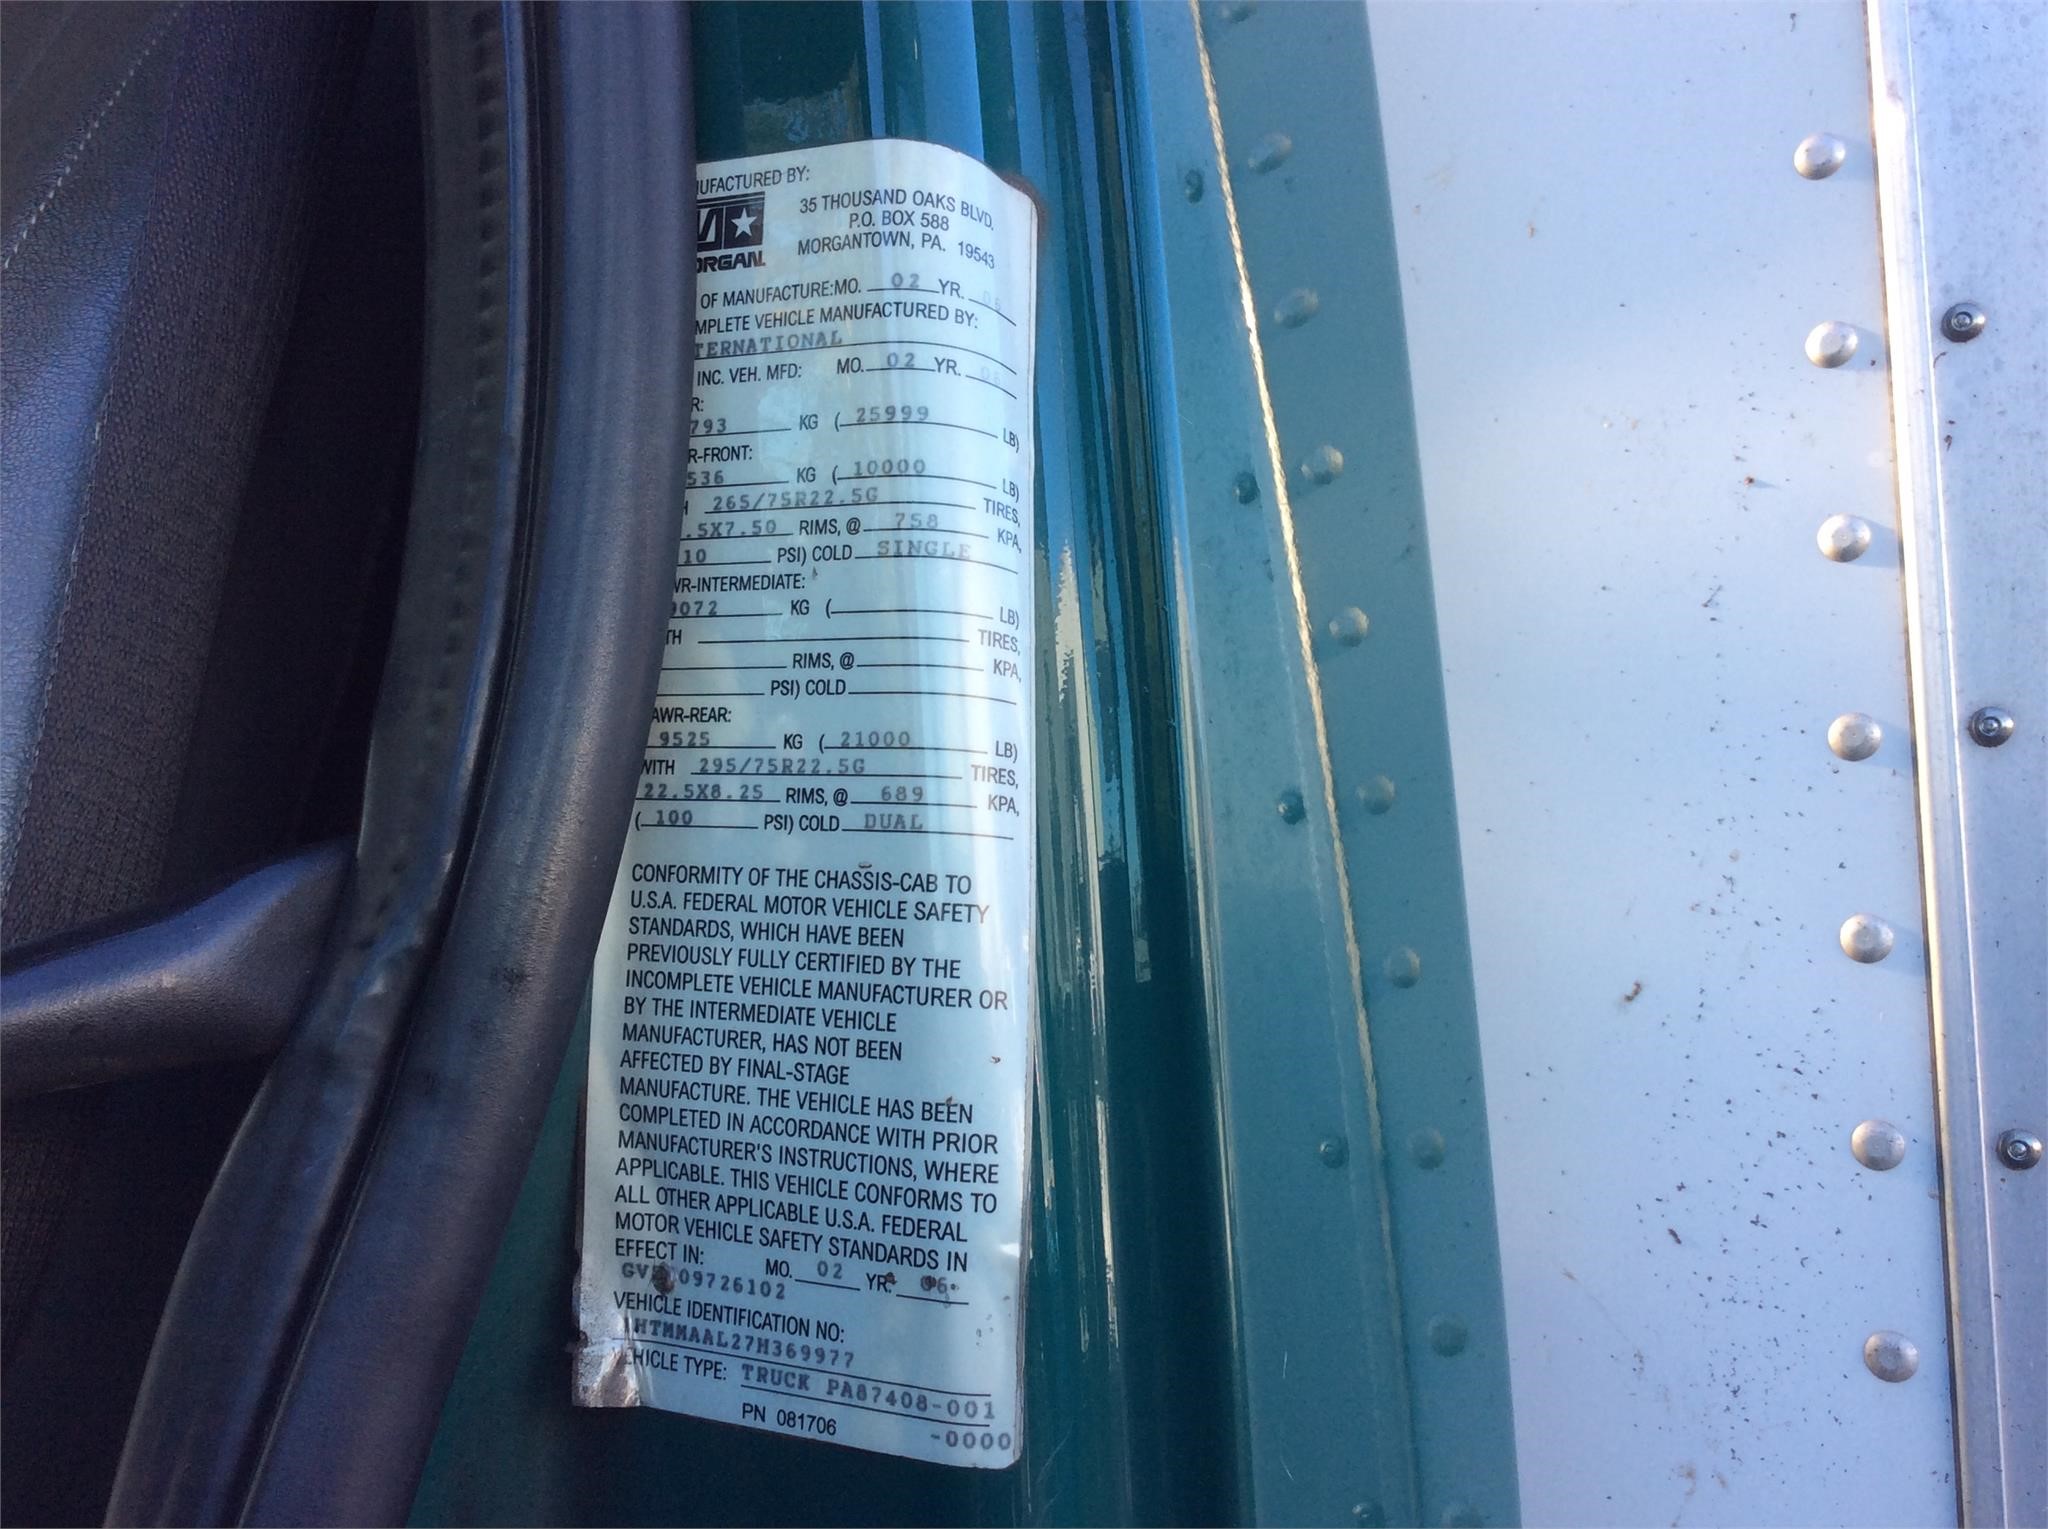 UFACTURED BY:
35 THOUSAND OAKS BLVD.
P.O. BOX 588
MORGANTOWN, PA. 19543
ORGAN
OF MANUFACTURE:MO. 02 YR. 06
MPLETE VEHICLE MANUFACTURED BY:
TERNATIONAL
INC. VEH. MFD: MO. 02 YR. 06
R:
793 KG (25999 LB)
R-FRONT:
536 KG (10000 LB)
H 265/75R22.5G TIRES,
.5X7.50 RIMS, @ 758 KPA,
10 PSI) COLD SINGLE
WR-INTERMEDIATE:
9072 KG ( LB)
TH TIRES,
RIMS, @ KPA,
PSI) COLD
AWR-REAR:
9525 KG (21000 LB)
WITH 295/75R22.5G TIRES,
22.5X8.25 RIMS, @ 689 KPA,
(100 PSI) COLD DUAL
CONFORMITY OF THE CHASSIS-CAB TO
U.S.A. FEDERAL MOTOR VEHICLE SAFETY
STANDARDS, WHICH HAVE BEEN
PREVIOUSLY FULLY CERTIFIED BY THE
INCOMPLETE VEHICLE MANUFACTURER OR
BY THE INTERMEDIATE VEHICLE
MANUFACTURER, HAS NOT BEEN
AFFECTED BY FINAL-STAGE
MANUFACTURE. THE VEHICLE HAS BEEN
COMPLETED IN ACCORDANCE WITH PRIOR
MANUFACTURER'S INSTRUCTIONS, WHERE
APPLICABLE. THIS VEHICLE CONFORMS TO
ALL OTHER APPLICABLE U.S.A. FEDERAL
MOTOR VEHICLE SAFETY STANDARDS IN
EFFECT IN: MO. 02 YR. 06
09726102
VEHICLE IDENTIFICATION NO:
HTMMAAL27H369977
EHICLE TYPE: TRUCK PA87408-001
PN 081706 -0000